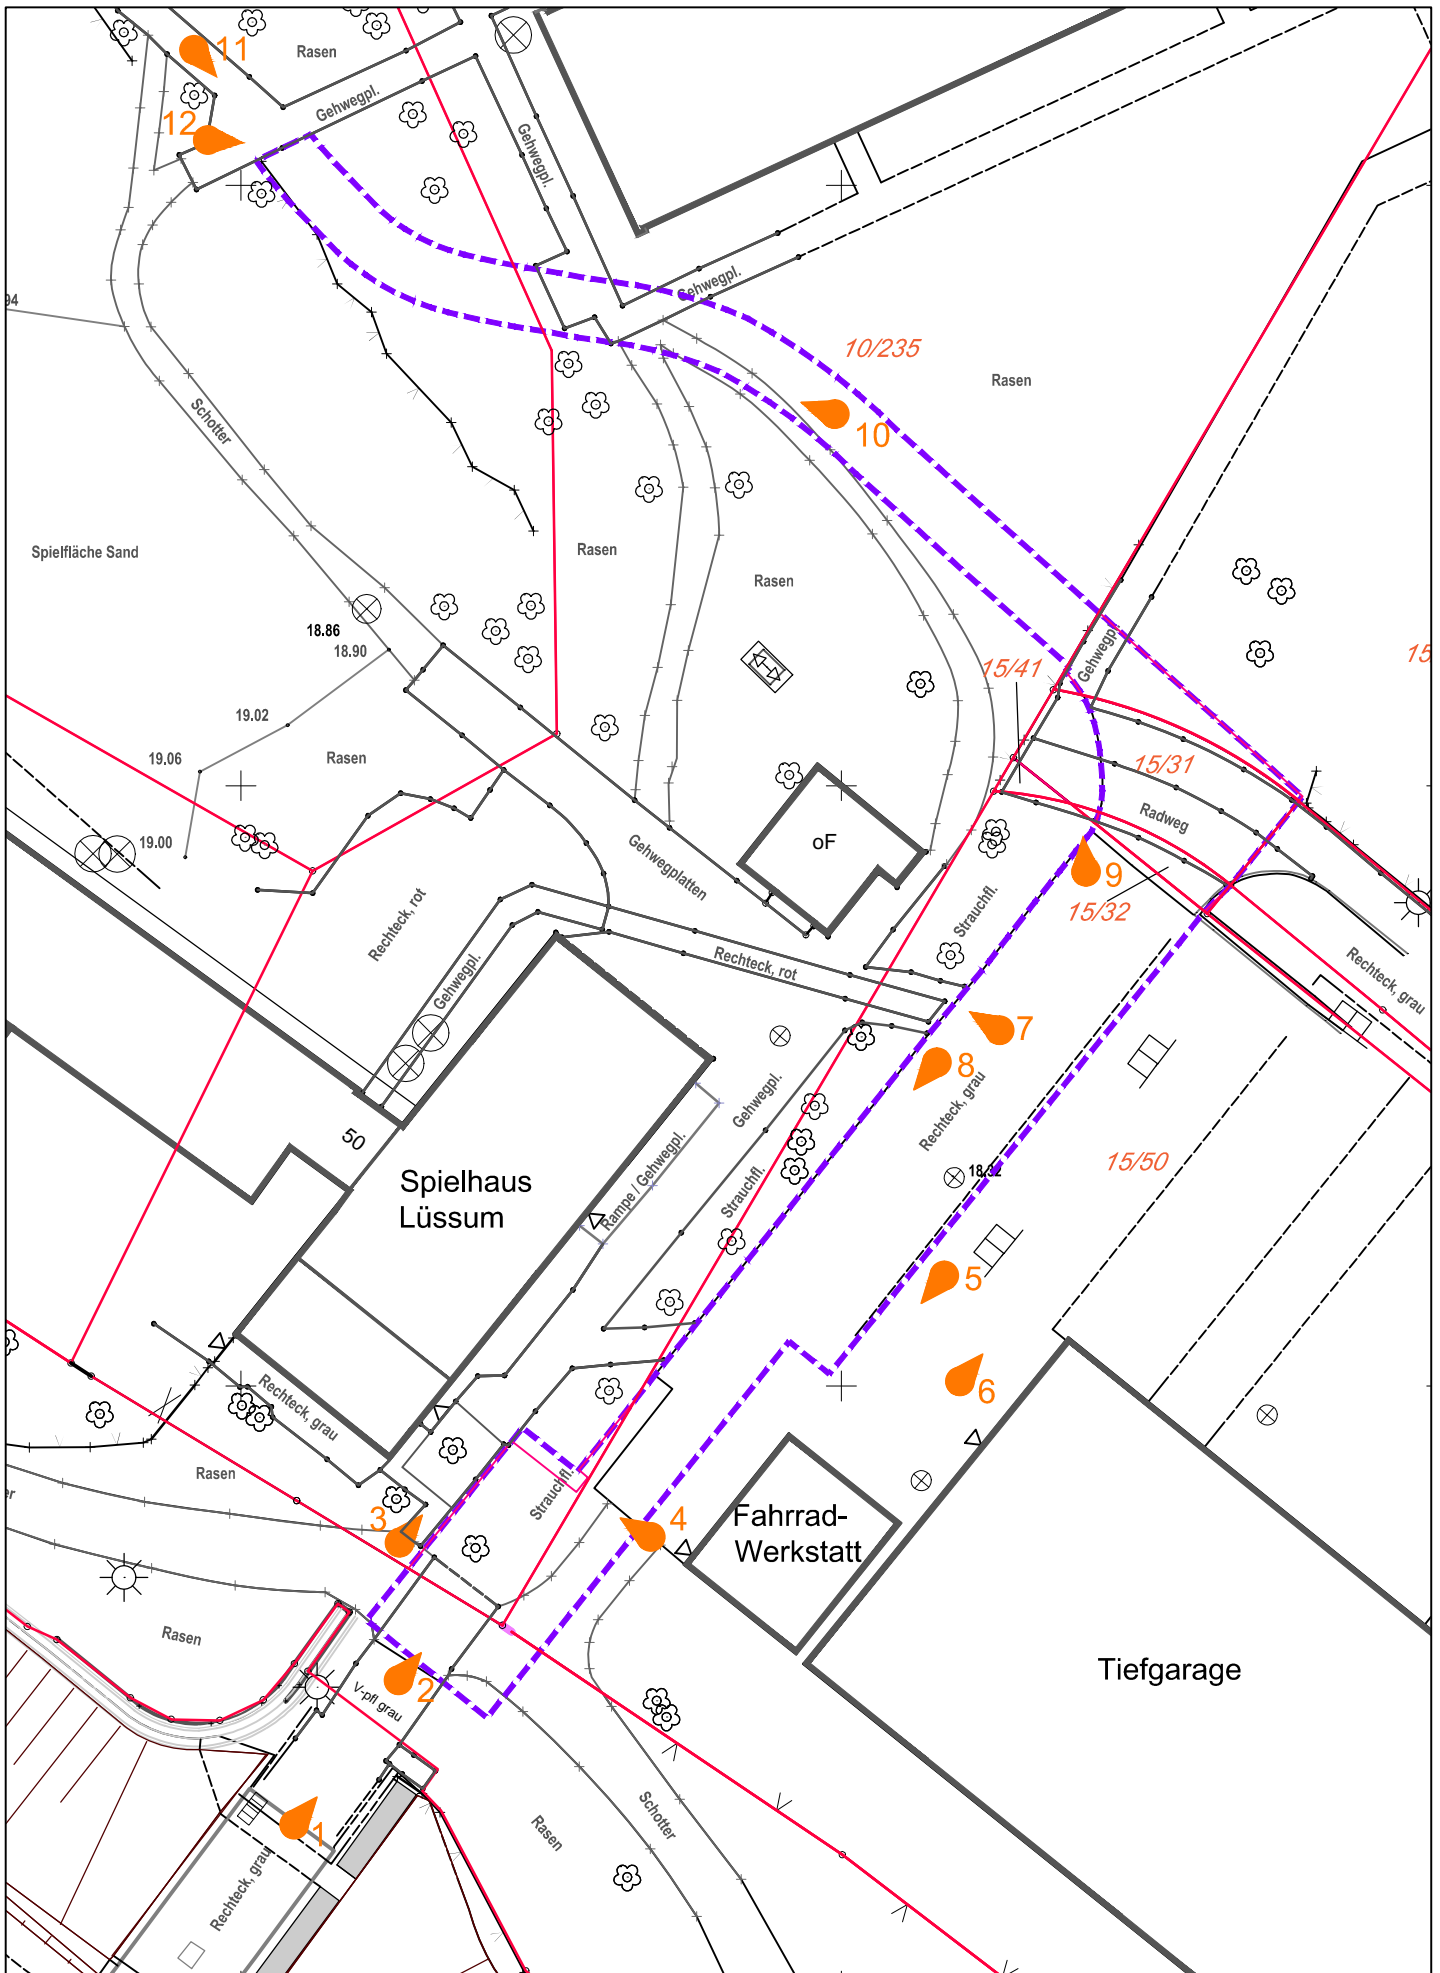 11
Rasen
Gehwegpl.
12
Gehwegpl.
Gehwegpl.
94
10/235
Rasen
10
Schotter
Spielfläche Sand
Rasen
Rasen
18.86
18.90
Gehwegpl.
15/41
15
19.02
19.06
Rasen
15/31
Radweg
19.00
oF
Gehwegplatten
9
15/32
Strauchfl.
Rechteck, rot
Rechteck, rot
Gehwegpl.
Rechteck, grau
7
8
Rechteck, grau
Gehwegpl.
50
Rampe / Gehwegpl.
Strauchfl.
18.32
15/50
Spielhaus
Lüssum
5
6
Rechteck, grau
Rasen
er
Strauchfl.
3
4
Fahrrad-
Werkstatt
Rasen
2
V-pfl grau
Tiefgarage
1
Schotter
Rasen
Rechteck, grau